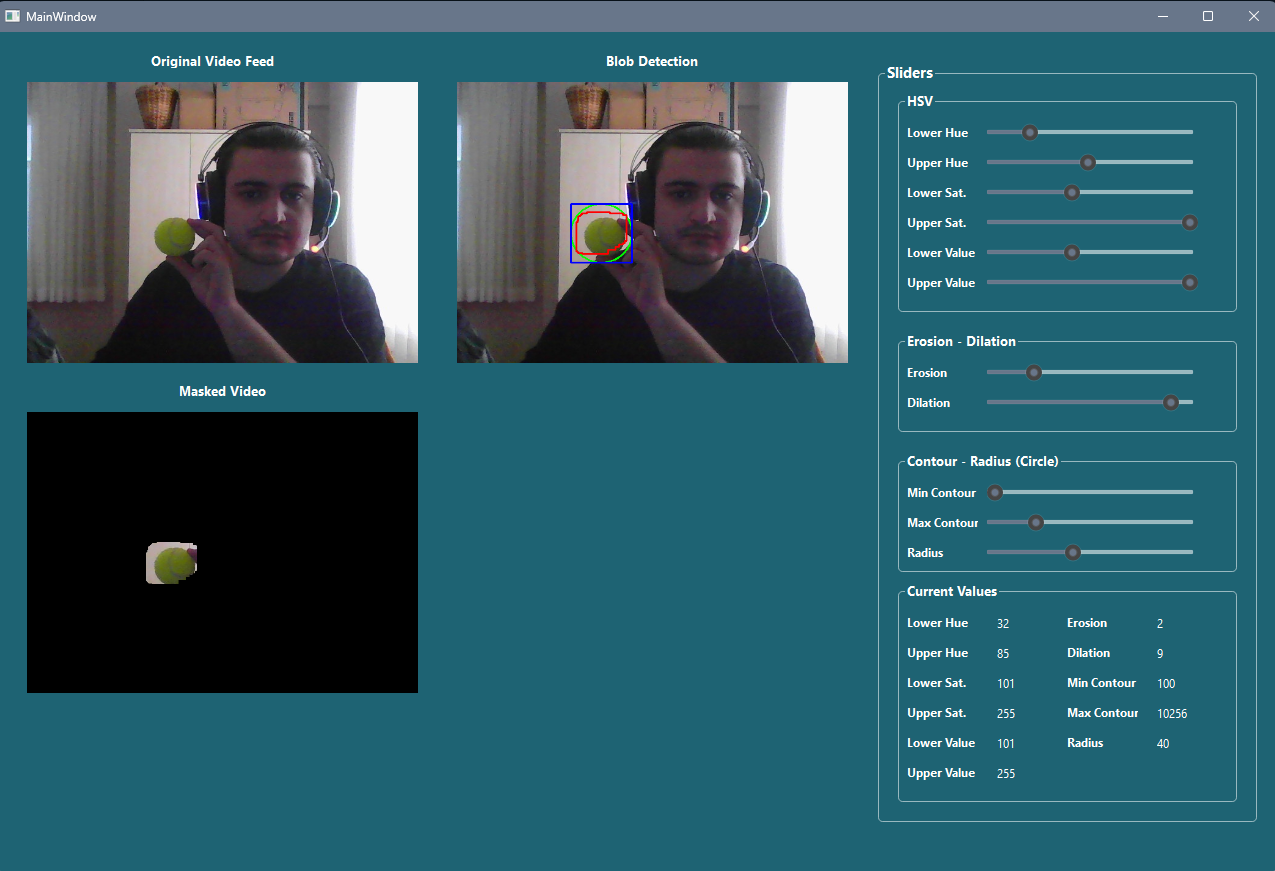 MainWindow
Original Video Feed
Blob Detection
Masked Video
Sliders
HSV
Lower Hue
Upper Hue
Lower Sat.
Upper Sat.
Lower Value
Upper Value
Erosion - Dilation
Erosion
Dilation
Contour - Radius (Circle)
Min Contour
Max Contour
Radius
Current Values
Lower Hue 32 Erosion 2
Upper Hue 85 Dilation 9
Lower Sat. 101 Min Contour 100
Upper Sat. 255 Max Contour 10256
Lower Value 101 Radius 40
Upper Value 255